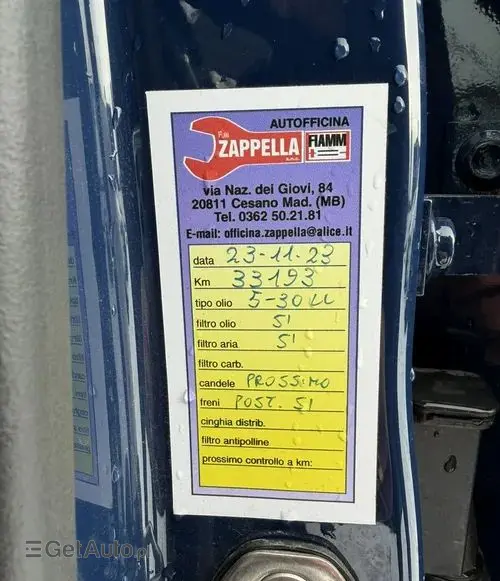 AUTOFFICINA
F.lli
ZAPPELLA
s.n.c.
FIAMM
via Naz. dei Giovi, 84
20811 Cesano Mad. (MB)
Tel. 0362 50.21.81
E-mail: officina.zappella@alice.it
data 23-11-23
Km 33193
tipo olio 5-30W
filtro olio SI
filtro aria SI
filtro carb.
candele PROSSIMO
freni POST. SI
cinghia distrib.
filtro antipolline
prossimo controllo a km:
GetAuto